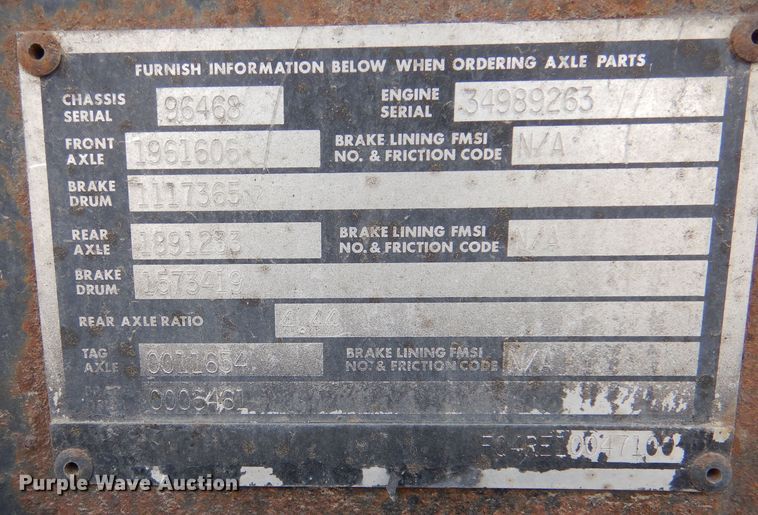 FURNISH INFORMATION BELOW WHEN ORDERING AXLE PARTS
CHASSIS SERIAL 96468 ENGINE SERIAL 34989263
FRONT AXLE 1961606 BRAKE LINING FMSI NO. & FRICTION CODE N/A
BRAKE DRUM 1117365
REAR AXLE 1891233 BRAKE LINING FMSI NO. & FRICTION CODE N/A
BRAKE DRUM 1573419
REAR AXLE RATIO 4.44
TAG AXLE 0011654 BRAKE LINING FMSI NO. & FRICTION CODE N/A
0005461
0047100
Purple Wave Auction